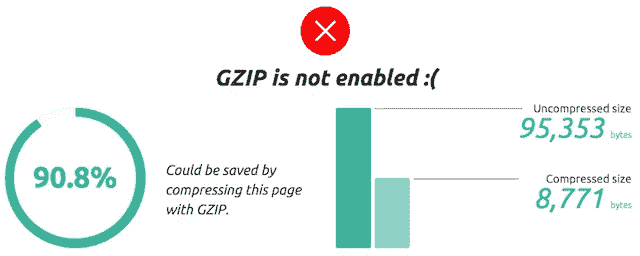 GZIP is not enabled :(
90.8%
Could be saved by
compressing this page
with GZIP.
Uncompressed size
95,353 bytes
Compressed size
8,771 bytes